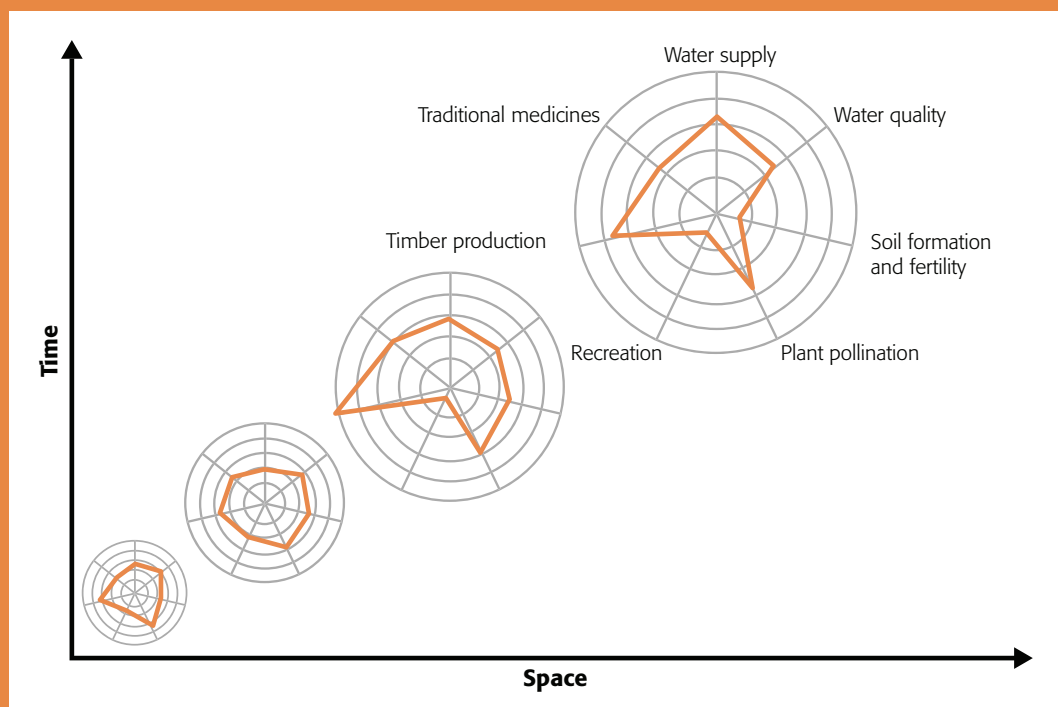 Water supply
Traditional medicines
Water quality
Timber production
Soil formation
and fertility
Recreation
Plant pollination
Time
Space